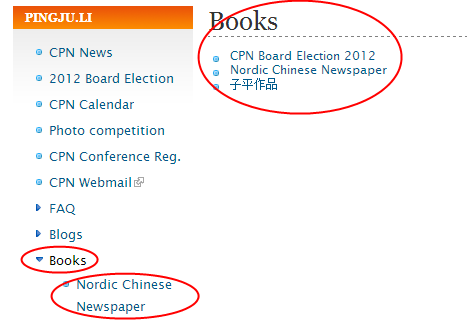 PINGJU.LI
CPN News
2012 Board Election
CPN Calendar
Photo competition
CPN Conference Reg.
CPN Webmail
FAQ
Blogs
Books
Nordic Chinese
Newspaper
Books
CPN Board Election 2012
Nordic Chinese Newspaper
子平作品